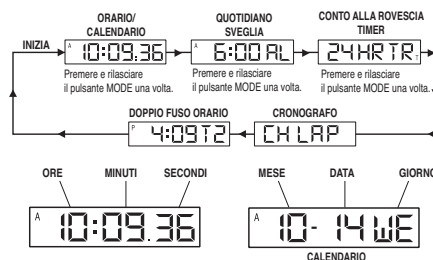 ORARIO/
CALENDARIO
QUOTIDIANO
SVEGLIA
CONTO ALLA ROVESCIA
TIMER
INIZIA
A 10:09.36
A 6:00 AL
24HRTR T
Premere e rilasciare
il pulsante MODE una volta.
Premere e rilasciare
il pulsante MODE una volta.
Premere e rilasciare
il pulsante MODE una volta.
DOPPIO FUSO ORARIO
CRONOGRAFO
P 4:09T2
CH LAP
ORE
MINUTI
SECONDI
A 10:09.36
MESE
DATA
GIORNO
A 10-14WE
CALENDARIO